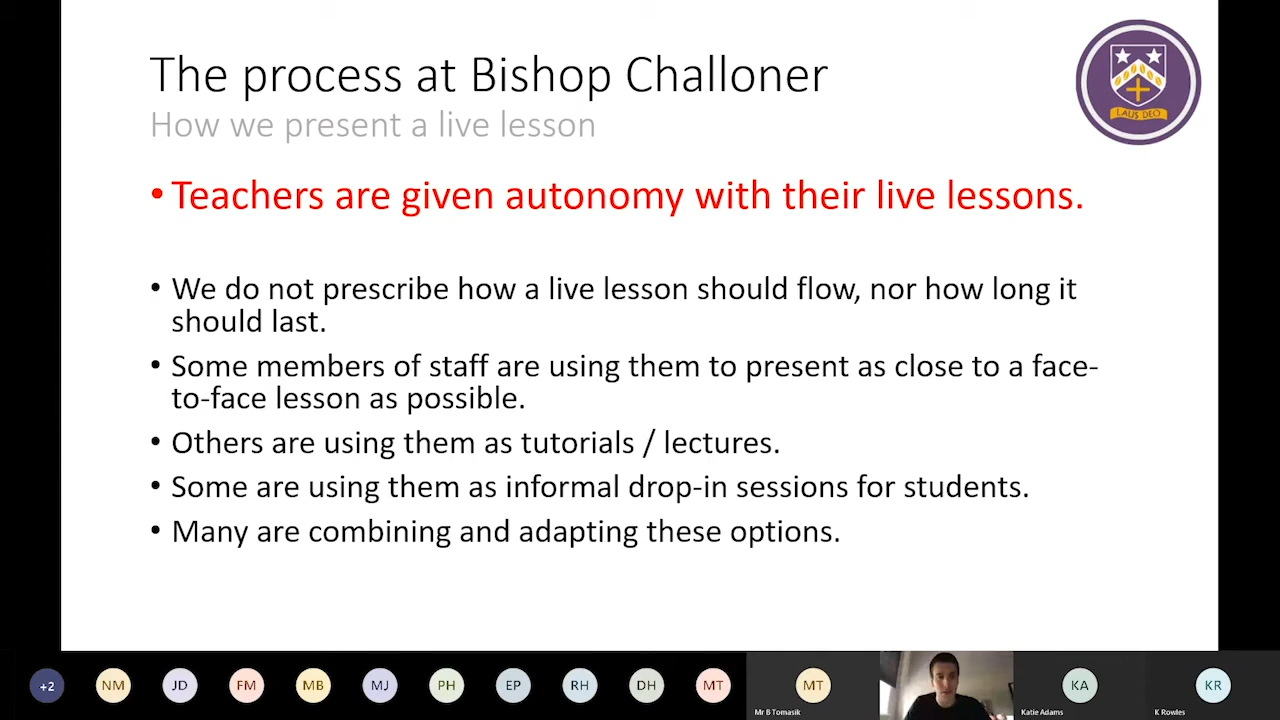 The process at Bishop Challoner
How we present a live lesson
LAUS DEO
• Teachers are given autonomy with their live lessons.
• We do not prescribe how a live lesson should flow, nor how long it
should last.
• Some members of staff are using them to present as close to a face-
to-face lesson as possible.
• Others are using them as tutorials / lectures.
• Some are using them as informal drop-in sessions for students.
• Many are combining and adapting these options.
+2 NM JD FM MB MJ PH EP RH DH MT MT KA KR
Mr B Tomasik Katie Adams K Rowles